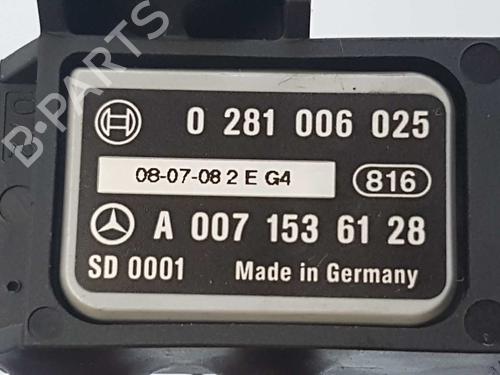 B-PARTS
0 281 006 025
08-07-08 2 E G4
816
A 007 153 61 28
SD 0001 Made in Germany